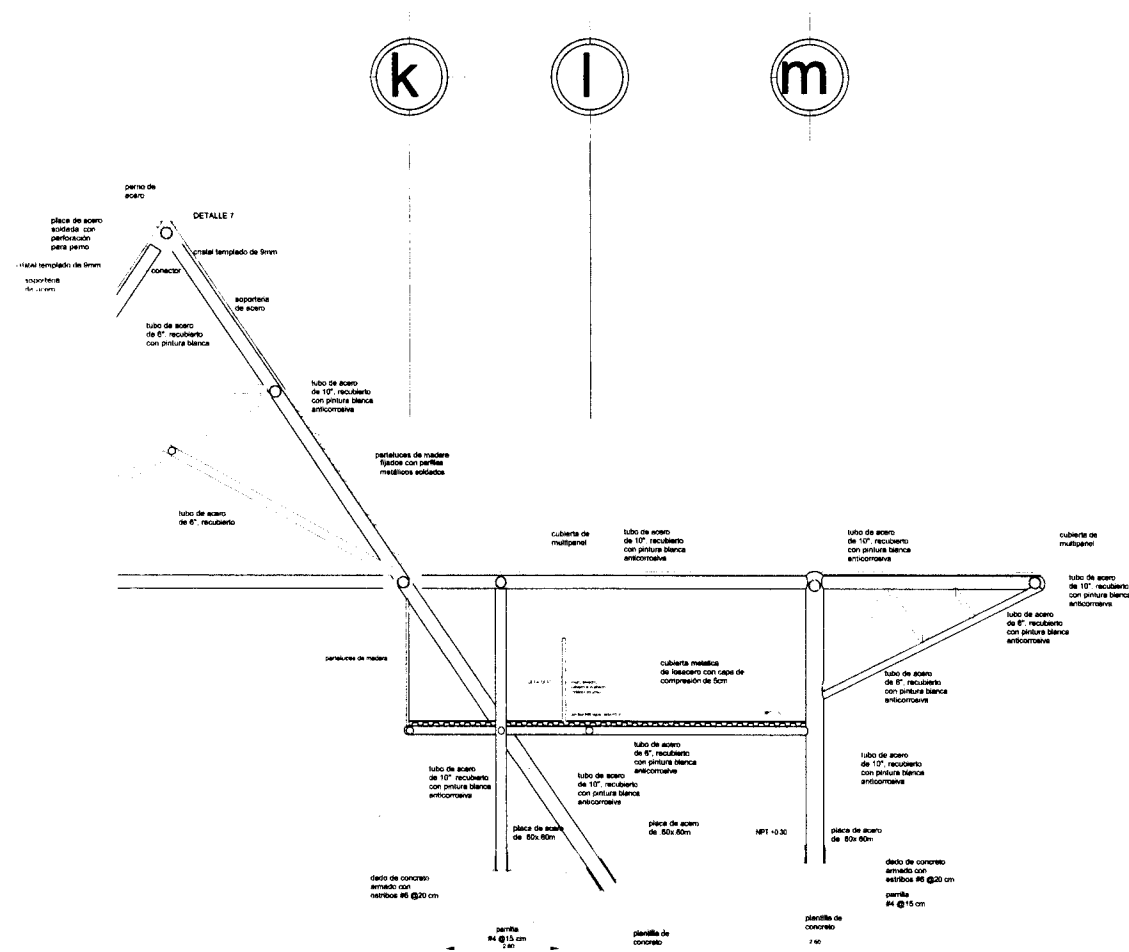 k
l
m
perno de
acero
DETALLE 7
placa de acero
soldada con
perforación
para perno
cristal templado de 9mm
cristal templado de 9mm
conector
soporteria
de acero
soporteria
de acero
tubo de acero
de 6", recubierto
con pintura blanca
tubo de acero
de 10", recubierto
con pintura blanca
anticorrosiva
parteluces de madera
fijados con perfiles
metálicos soldados
tubo de acero
de 6", recubierto
cubierta de
multipanel
tubo de acero
de 10", recubierto
con pintura blanca
anticorrosiva
tubo de acero
de 10", recubierto
con pintura blanca
anticorrosiva
cubierta de
multipanel
tubo de acero
de 10", recubierto
con pintura blanca
anticorrosiva
tubo de acero
de 6", recubierto
con pintura blanca
anticorrosiva
parteluces de madera
cubierta metalica
de losacero con capa de
compresión de 5cm
tubo de acero
de 6", recubierto
con pintura blanca
anticorrosiva
tubo de acero
de 6", recubierto
con pintura blanca
anticorrosiva
tubo de acero
de 10", recubierto
con pintura blanca
anticorrosiva
tubo de acero
de 10" recubierto
con pintura blanca
anticorrosiva
tubo de acero
de 10", recubierto
con pintura blanca
anticorrosiva
placa de acero
de .60x.60m
placa de acero
de .60x.60m
NPT +0.30
placa de acero
de .60x.60m
dado de concreto
armado con
estribos #6 @20 cm
dado de concreto
armado con
estribos #6 @20 cm
parrilla
#4 @15 cm
parrilla
#4 @15 cm
2.60
plantilla de
concreto
plantilla de
concreto
2.60